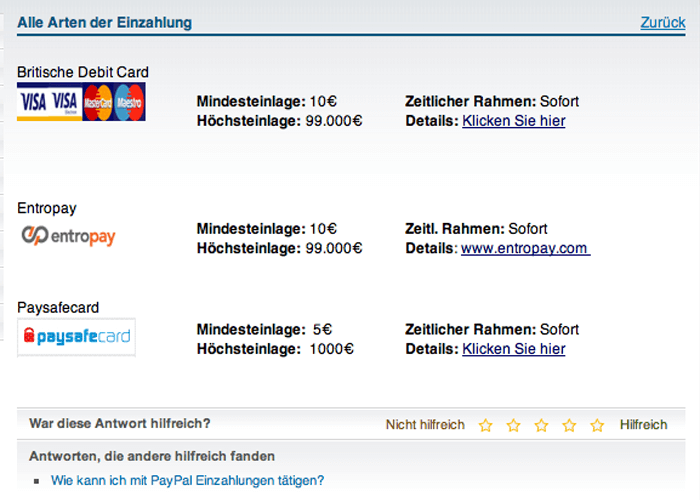 Alle Arten der Einzahlung Zurück
Britische Debit Card
VISA VISA MasterCard Maestro
Mindesteinlage: 10€ Zeitlicher Rahmen: Sofort
Höchsteinlage: 99.000€ Details: Klicken Sie hier
Entropay
entropay
Mindesteinlage: 10€ Zeitl. Rahmen: Sofort
Höchsteinlage: 99.000€ Details: www.entropay.com
Paysafecard
paysafecard
Mindesteinlage: 5€ Zeitlicher Rahmen: Sofort
Höchsteinlage: 1000€ Details: Klicken Sie hier
War diese Antwort hilfreich? Nicht hilfreich Hilfreich
Antworten, die andere hilfreich fanden
Wie kann ich mit PayPal Einzahlungen tätigen?